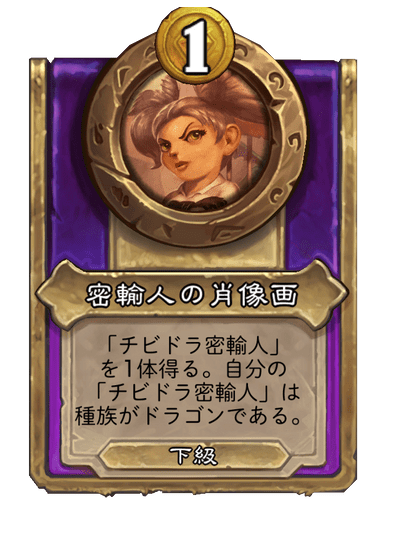 1
密輸人の肖像画
「チビドラ密輸人」
を1体得る。自分の
「チビドラ密輸人」は
種族がドラゴンである。
下級